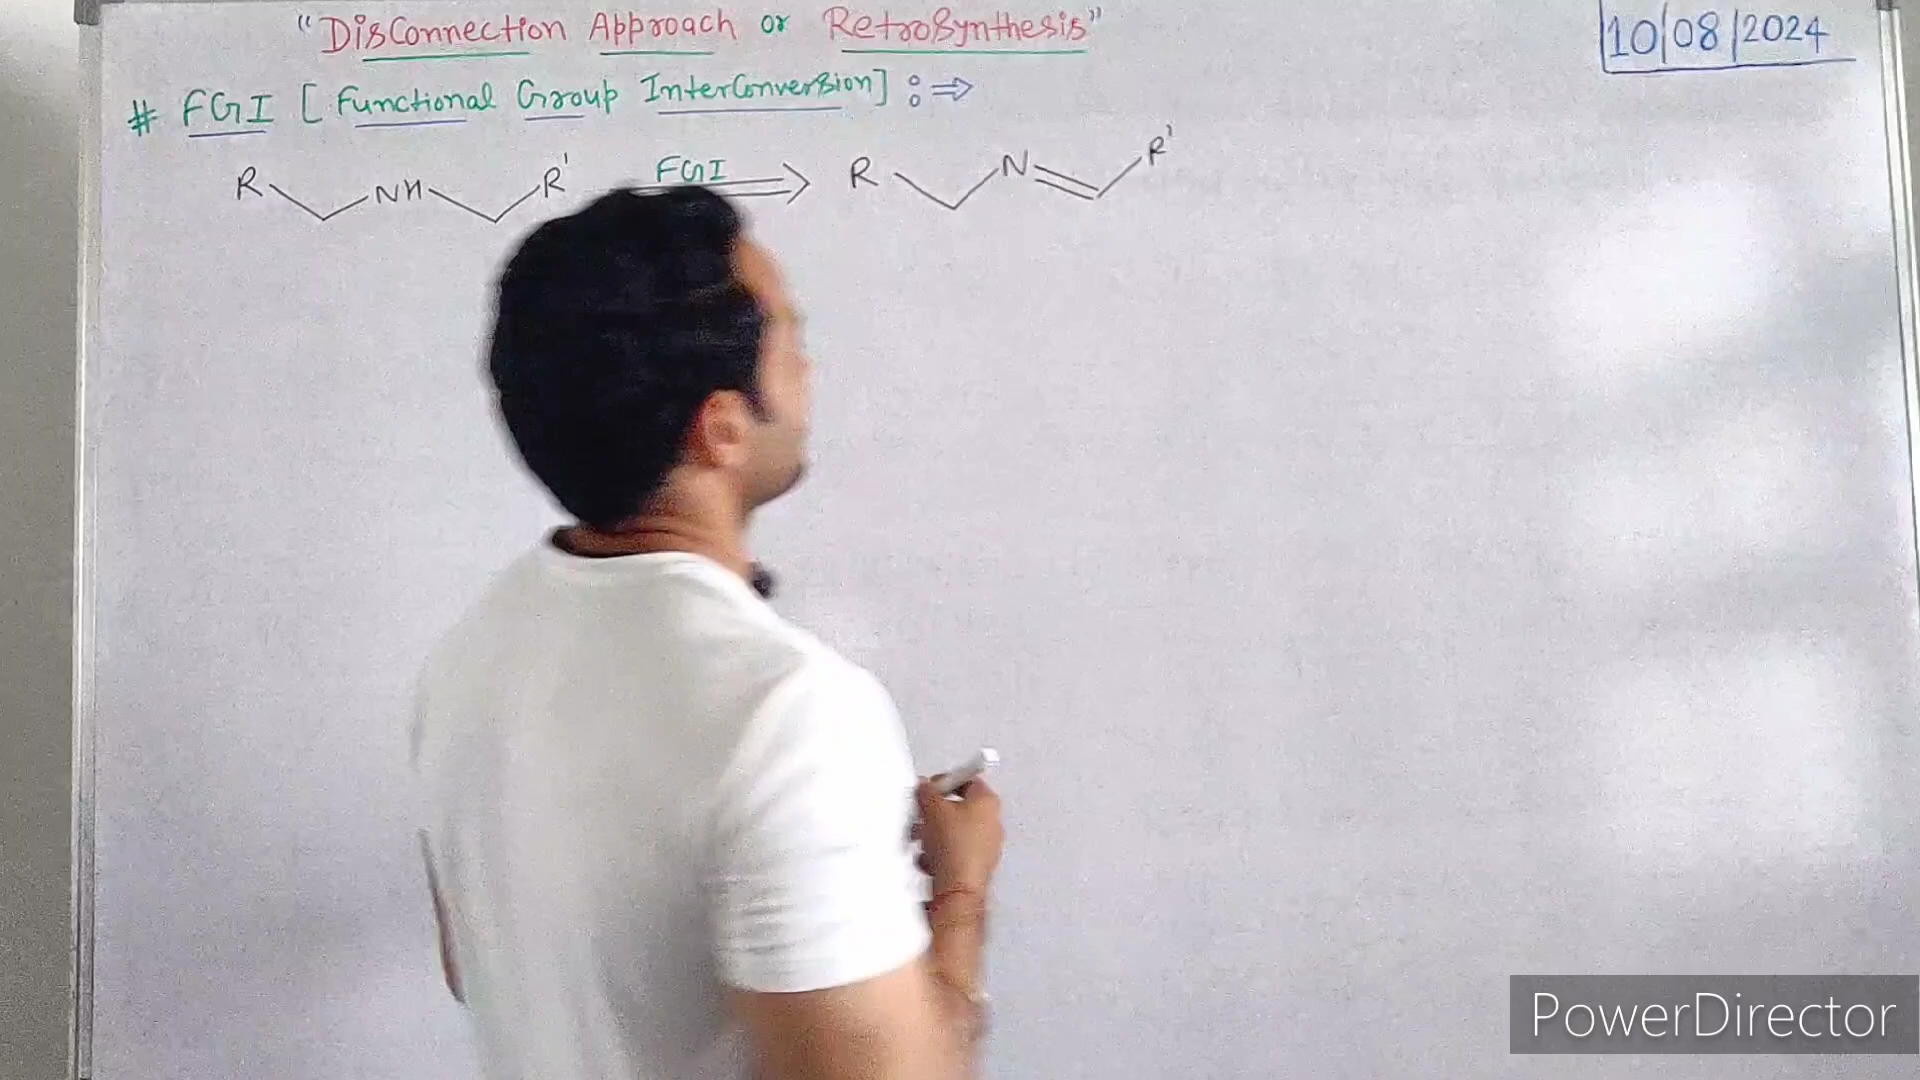 "DisConnection Approach or RetroSynthesis"
10/08/2024
# FGI [Functional Group InterConversion] : ⇒
R NH R' FGI R N R'
PowerDirector